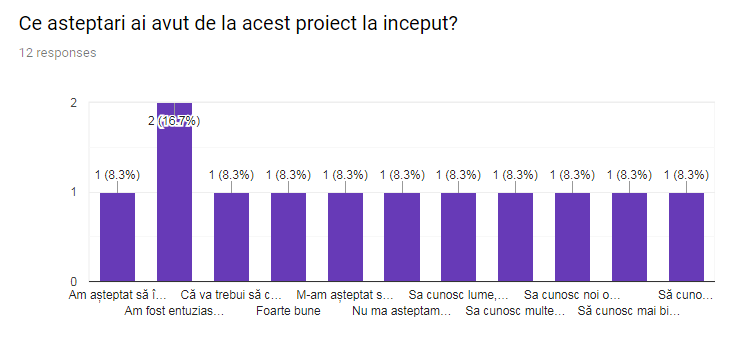 Ce asteptari ai avut de la acest proiect la inceput?
12 responses
2
2 (16.7%)
1 (8.3%) 1 (8.3%) 1 (8.3%) 1 (8.3%) 1 (8.3%) 1 (8.3%) 1 (8.3%) 1 (8.3%) 1 (8.3%) 1 (8.3%)
1
0
Am așteptat să î... Că va trebui să c... M-am așteptat s... Sa cunosc lume,... Sa cunosc noi o... Să cuno...
Am fost entuzias... Foarte bune Nu ma asteptam... Sa cunosc multe... Să cunosc mai bi...